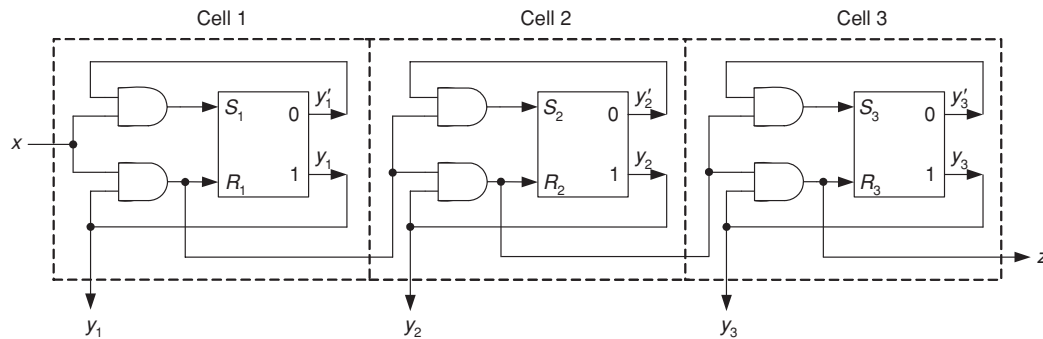 Cell 1 Cell 2 Cell 3
y′₁ y′₂ y′₃
S₁ 0 S₂ 0 S₃ 0
x
y₁ y₂ y₃
R₁ 1 R₂ 1 R₃ 1
z
y₁ y₂ y₃